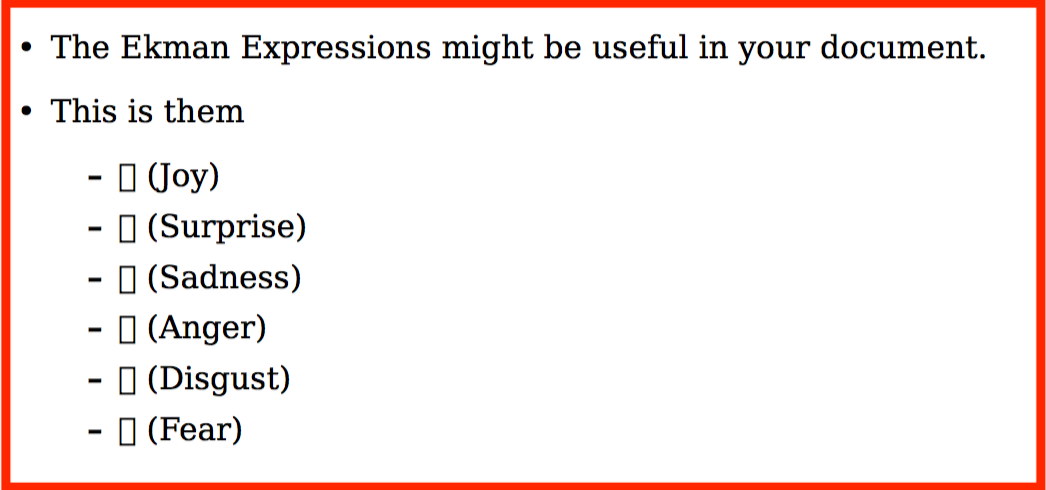 • The Ekman Expressions might be useful in your document.
• This is them
– ▯ (Joy)
– ▯ (Surprise)
– ▯ (Sadness)
– ▯ (Anger)
– ▯ (Disgust)
– ▯ (Fear)